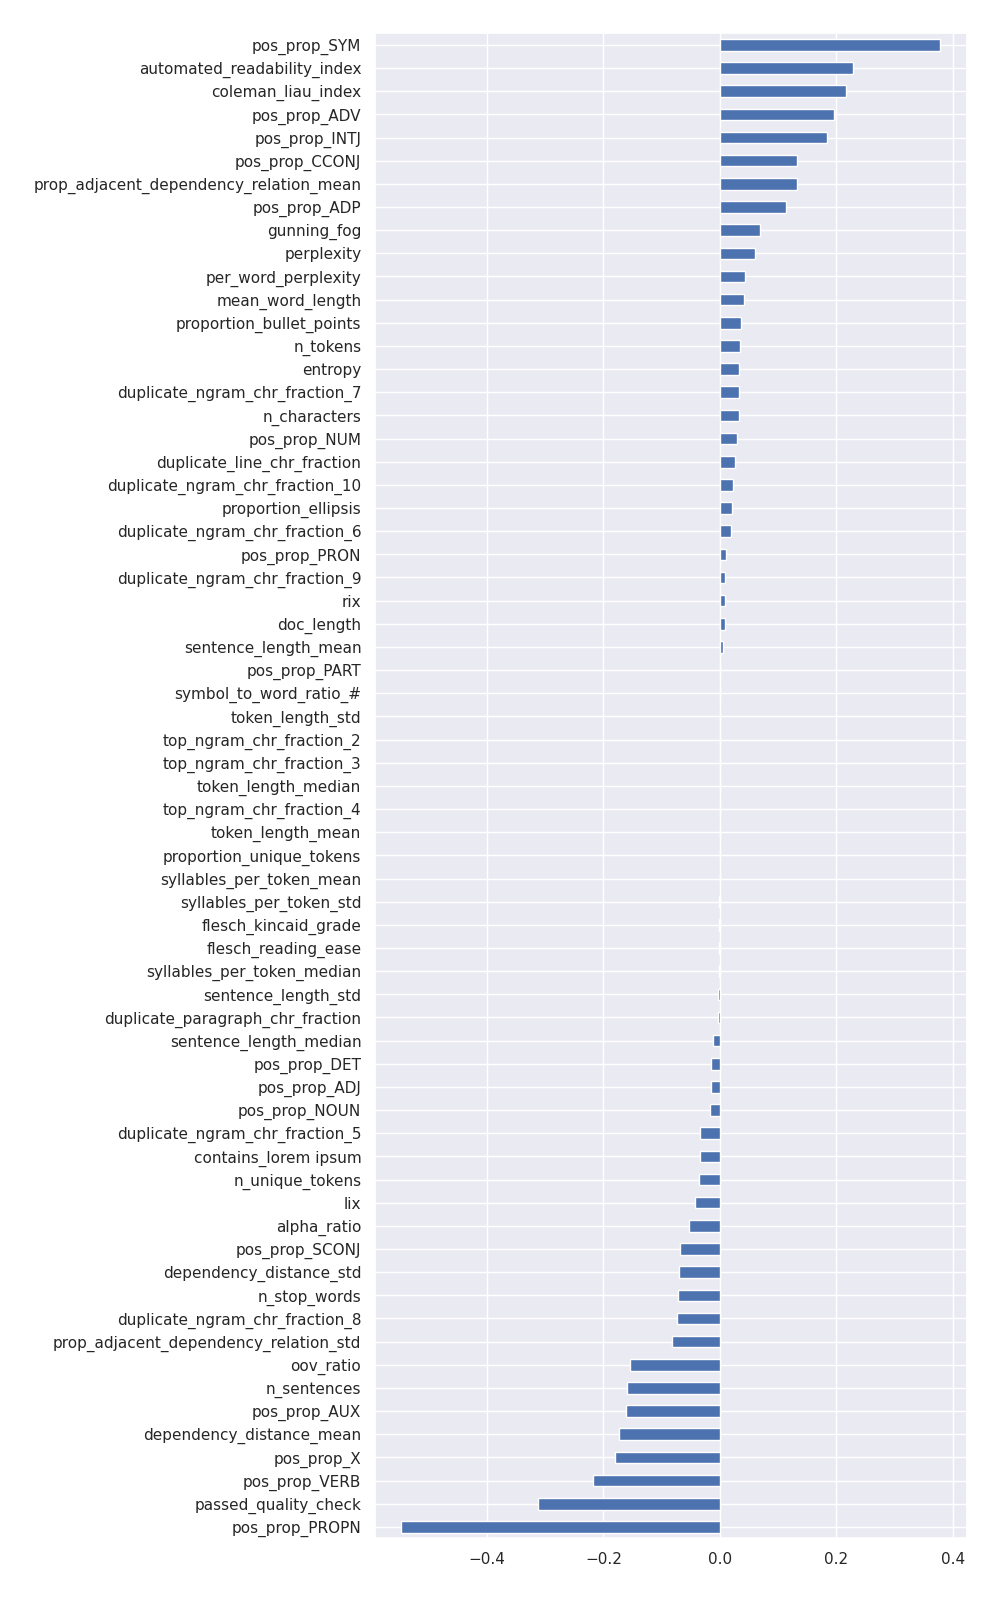 pos_prop_SYM
automated_readability_index
coleman_liau_index
pos_prop_ADV
pos_prop_INTJ
pos_prop_CCONJ
prop_adjacent_dependency_relation_mean
pos_prop_ADP
gunning_fog
perplexity
per_word_perplexity
mean_word_length
proportion_bullet_points
n_tokens
entropy
duplicate_ngram_chr_fraction_7
n_characters
pos_prop_NUM
duplicate_line_chr_fraction
duplicate_ngram_chr_fraction_10
proportion_ellipsis
duplicate_ngram_chr_fraction_6
pos_prop_PRON
duplicate_ngram_chr_fraction_9
rix
doc_length
sentence_length_mean
pos_prop_PART
symbol_to_word_ratio_#
token_length_std
top_ngram_chr_fraction_2
top_ngram_chr_fraction_3
token_length_median
top_ngram_chr_fraction_4
token_length_mean
proportion_unique_tokens
syllables_per_token_mean
syllables_per_token_std
flesch_kincaid_grade
flesch_reading_ease
syllables_per_token_median
sentence_length_std
duplicate_paragraph_chr_fraction
sentence_length_median
pos_prop_DET
pos_prop_ADJ
pos_prop_NOUN
duplicate_ngram_chr_fraction_5
contains_lorem ipsum
n_unique_tokens
lix
alpha_ratio
pos_prop_SCONJ
dependency_distance_std
n_stop_words
duplicate_ngram_chr_fraction_8
prop_adjacent_dependency_relation_std
oov_ratio
n_sentences
pos_prop_AUX
dependency_distance_mean
pos_prop_X
pos_prop_VERB
passed_quality_check
pos_prop_PROPN
−0.4 −0.2 0.0 0.2 0.4